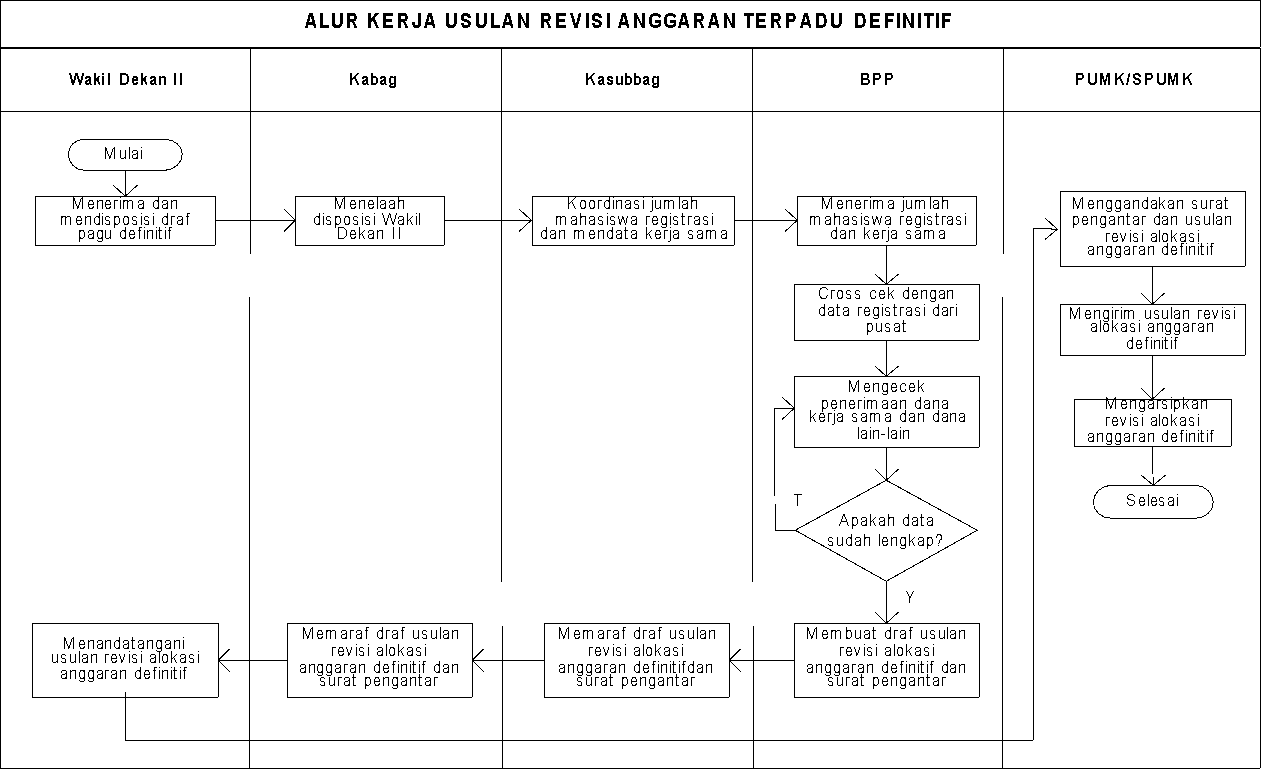 ALUR KERJA USULAN REVISI ANGGARAN TERPADU DEFINITIF
Wakil Dekan II
Kabag
Kasubbag
BPP
PUMK/SPUMK
Mulai
Menerima dan
mendisposisi draf
pagu definitif
Menelaah
disposisi Wakil
Dekan II
Koordinasi jumlah
mahasiswa registrasi
dan mendata kerja sama
Menerima jumlah
mahasiswa registrasi
dan kerja sama
Cross cek dengan
data registrasi dari
pusat
Mengecek
penerimaan dana
kerja sama dan dana
lain-lain
T
Apakah data
sudah lengkap?
Y
Membuat draf usulan
revisi alokasi
anggaran definitif dan
surat pengantar
Memaraf draf usulan
revisi alokasi
anggaran definitifdan
surat pengantar
Memaraf draf usulan
revisi alokasi
anggaran definitif dan
surat pengantar
Menandatangani
usulan revisi alokasi
anggaran definitif
Menggandakan surat
pengantar dan usulan
revisi alokasi
anggaran definitif
Mengirim usulan revisi
alokasi anggaran
definitif
Mengarsipkan
revisi alokasi
anggaran definitif
Selesai